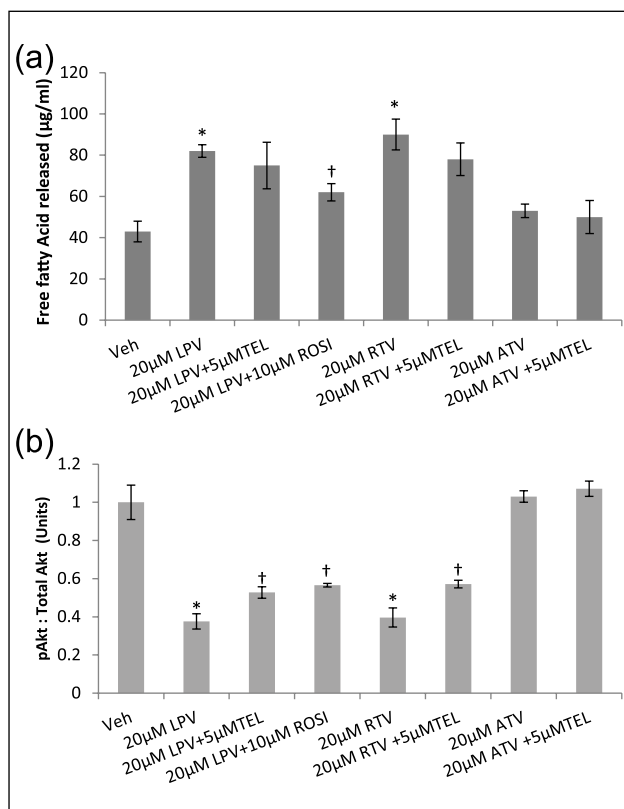 (a)
Free fatty Acid released (µg/ml)
120
100
80
60
40
20
0
*
†
*
Veh
20µM LPV
20µM LPV+5µMTEL
20µM LPV+10µM ROSI
20µM RTV
20µM RTV +5µMTEL
20µM ATV
20µM ATV +5µMTEL
(b)
pAkt : Total Akt (Units)
1.2
1
0.8
0.6
0.4
0.2
0
*
†
†
*
†
Veh
20µM LPV
20µM LPV+5µMTEL
20µM LPV+10µM ROSI
20µM RTV
20µM RTV +5µMTEL
20µM ATV
20µM ATV +5µMTEL